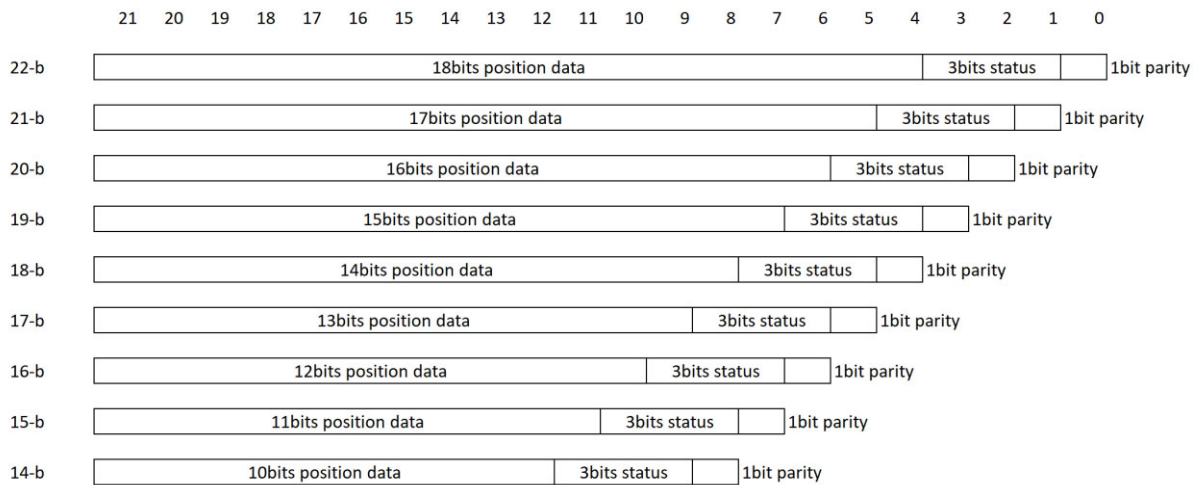 21 20 19 18 17 16 15 14 13 12 11 10 9 8 7 6 5 4 3 2 1 0
22-b 18bits position data 3bits status 1bit parity
21-b 17bits position data 3bits status 1bit parity
20-b 16bits position data 3bits status 1bit parity
19-b 15bits position data 3bits status 1bit parity
18-b 14bits position data 3bits status 1bit parity
17-b 13bits position data 3bits status 1bit parity
16-b 12bits position data 3bits status 1bit parity
15-b 11bits position data 3bits status 1bit parity
14-b 10bits position data 3bits status 1bit parity